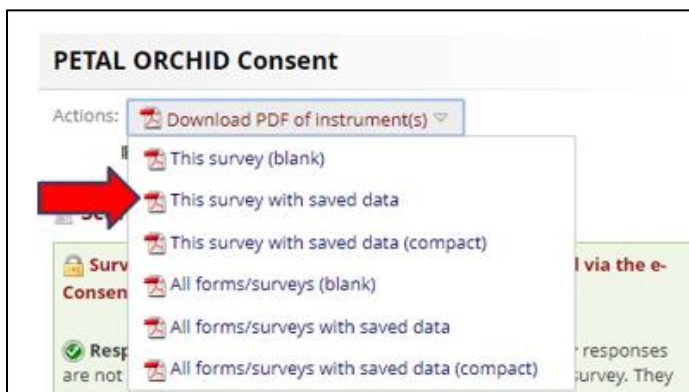 PETAL ORCHID Consent
Actions: Download PDF of instrument(s)
This survey (blank)
This survey with saved data
This survey with saved data (compact)
Surv l via the e-
All forms/surveys (blank)
Consen
All forms/surveys with saved data
Resp responses
All forms/surveys with saved data (compact)
are not urvey. They